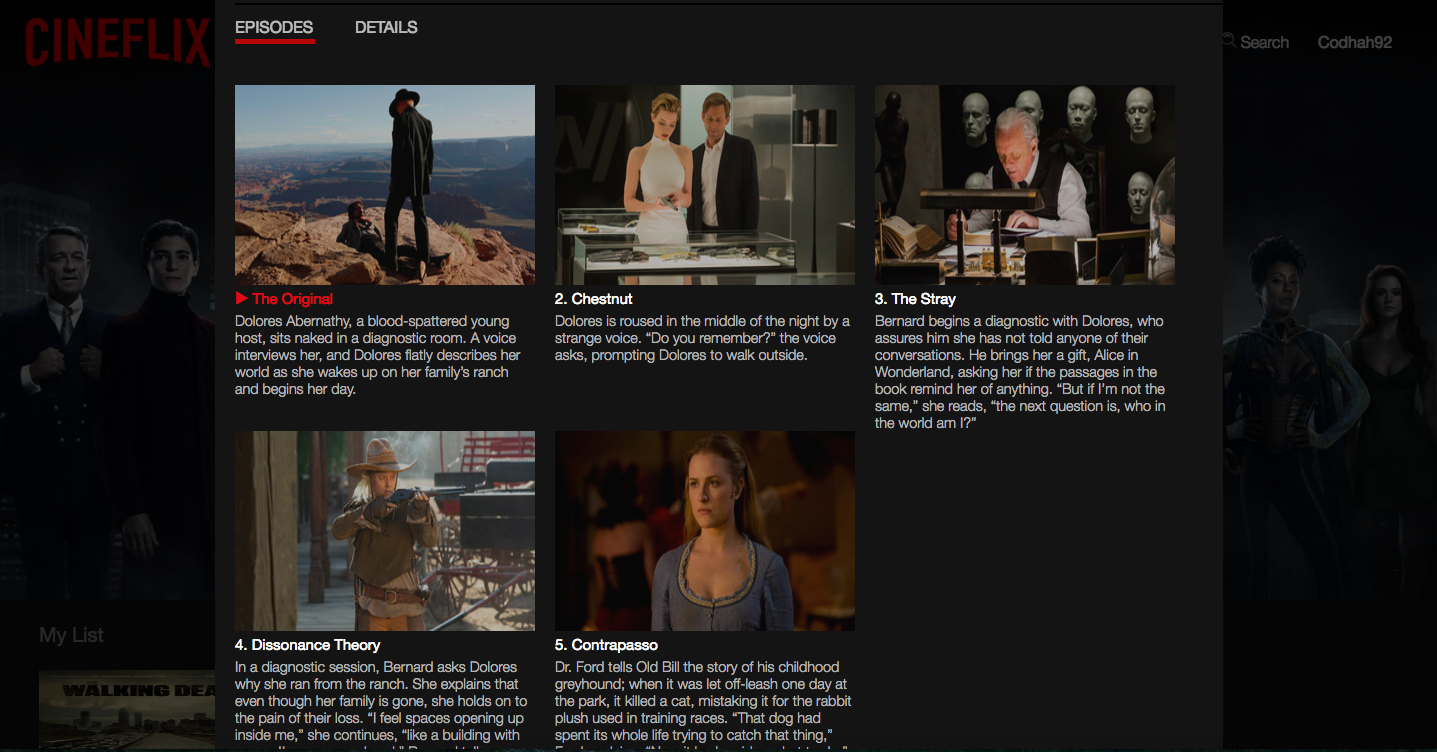 CINEFLIX
EPISODES
DETAILS
Search
Codhah92
The Original
Dolores Abernathy, a blood-spattered young
host, sits naked in a diagnostic room. A voice
interviews her, and Dolores flatly describes her
world as she wakes up on her family’s ranch
and begins her day.
2. Chestnut
Dolores is roused in the middle of the night by a
strange voice. “Do you remember?” the voice
asks, prompting Dolores to walk outside.
3. The Stray
Bernard begins a diagnostic with Dolores, who
assures him she has not told anyone of their
conversations. He brings her a gift, Alice in
Wonderland, asking her if the passages in the
book remind her of anything. “But if I’m not the
same,” she reads, “the next question is, who in
the world am I?”
4. Dissonance Theory
In a diagnostic session, Bernard asks Dolores
why she ran from the ranch. She explains that
even though her family is gone, she holds on to
the pain of their loss. “I feel spaces opening up
inside me,” she continues, “like a building with
5. Contrapasso
Dr. Ford tells Old Bill the story of his childhood
greyhound; when it was let off-leash one day at
the park, it killed a cat, mistaking it for the rabbit
plush used in training races. “That dog had
spent its whole life trying to catch that thing,”
My List
THE
WALKING DEA